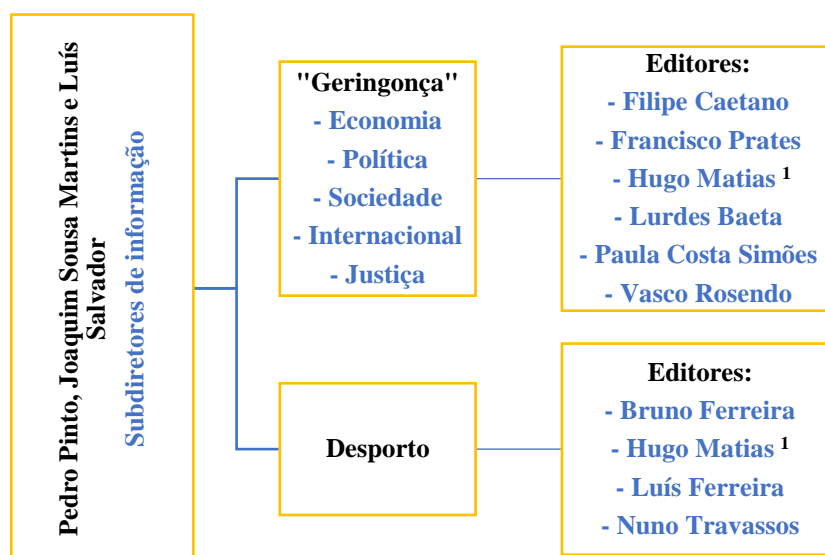 Pedro Pinto, Joaquim Sousa Martins e Luís
Salvador
Subdiretores de informação
"Geringonça"
- Economia
- Política
- Sociedade
- Internacional
- Justiça
Editores:
- Filipe Caetano
- Francisco Prates
- Hugo Matias ¹
- Lurdes Baeta
- Paula Costa Simões
- Vasco Rosendo
Desporto
Editores:
- Bruno Ferreira
- Hugo Matias ¹
- Luís Ferreira
- Nuno Travassos